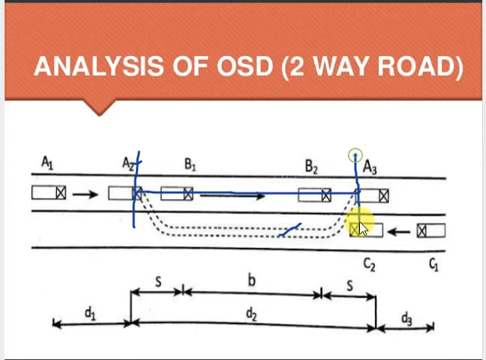 ANALYSIS OF OSD (2 WAY ROAD)
A₁ A₂ B₁ B₂ A₃
C₂ C₁
s b s
d₁ d₂ d₃